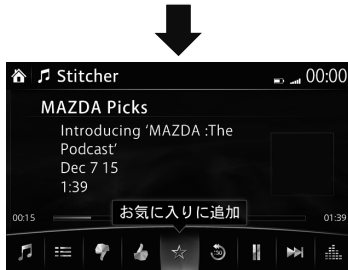 Stitcher
00:00
MAZDA Picks
Introducing ‘MAZDA :The
Podcast’
Dec 7 15
1:39
お気に入りに追加
00:15
01:39
30